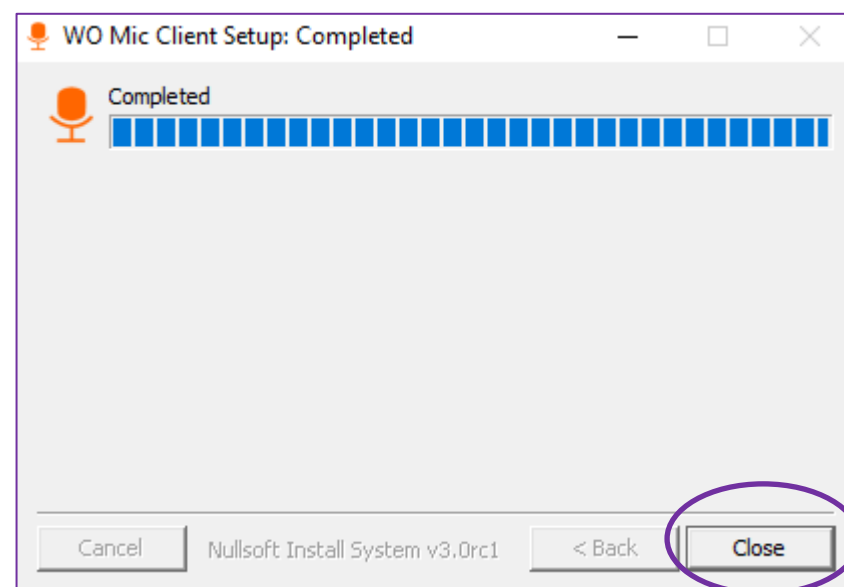 WO Mic Client Setup: Completed
Completed
Cancel
Nullsoft Install System v3.0rc1
< Back
Close